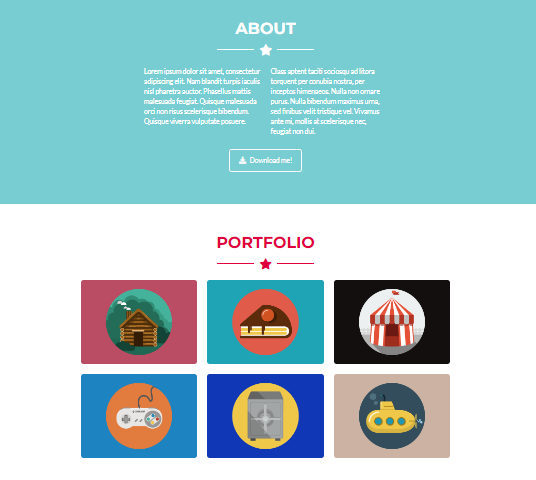 ABOUT
Lorem ipsum dolor sit amet, consectetur
adipiscing elit. Nam blandit turpis iaculis
nisl pharetra auctor. Phasellus mattis
malesuada feugiat. Quisque malesuada
orci non risus scelerisque bibendum.
Quisque viverra vulputate posuere.
Class aptent taciti sociosqu ad litora
torquent per conubia nostra, per
inceptos himenaeos. Nulla non ornare
purus. Nulla bibendum maximus urna,
sed finibus velit tristique vel. Vivamus
ante mi, mollis at scelerisque nec,
feugiat non dui.
Download me!
PORTFOLIO